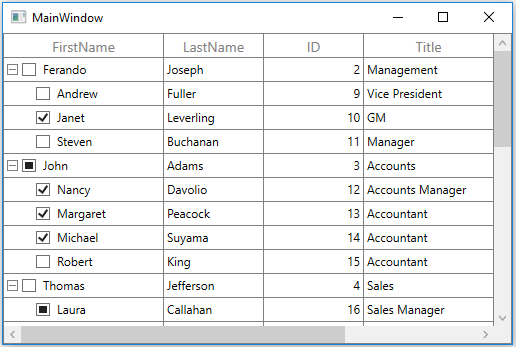 MainWindow
FirstName LastName ID Title
Ferando Joseph 2 Management
Andrew Fuller 9 Vice President
Janet Leverling 10 GM
Steven Buchanan 11 Manager
John Adams 3 Accounts
Nancy Davolio 12 Accounts Manager
Margaret Peacock 13 Accountant
Michael Suyama 14 Accountant
Robert King 15 Accountant
Thomas Jefferson 4 Sales
Laura Callahan 16 Sales Manager